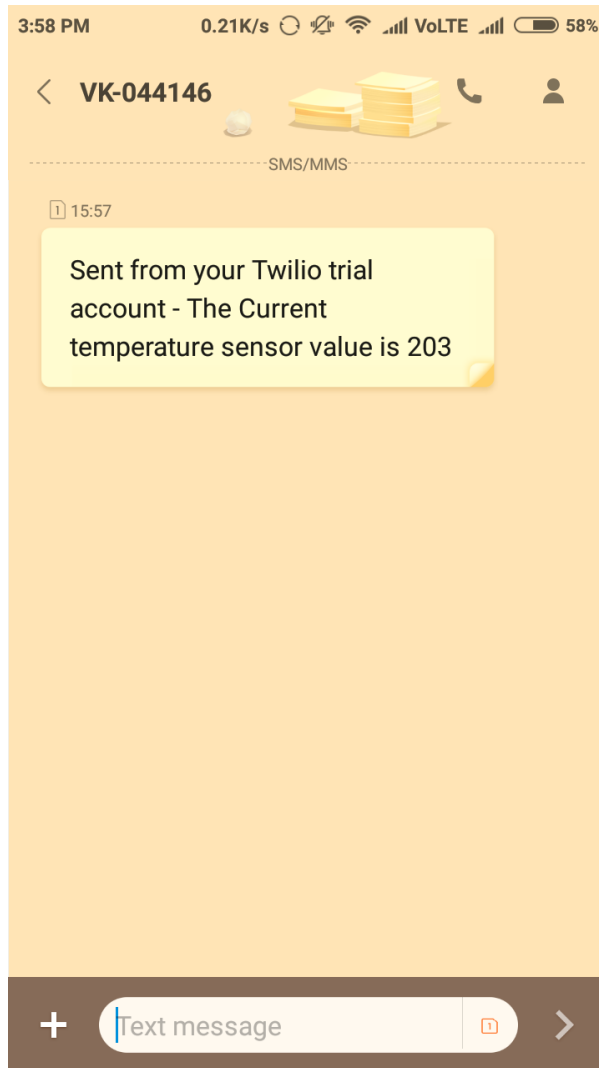 3:58 PM 0.21K/s VoLTE 58%
VK-044146
SMS/MMS
1 15:57
Sent from your Twilio trial
account - The Current
temperature sensor value is 203
Text message 1